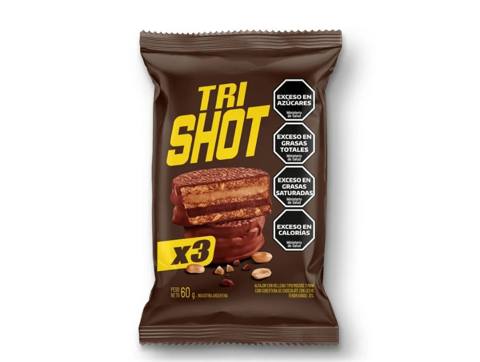 TRI
SHOT
EXCESO EN
AZÚCARES
Ministerio
de Salud
EXCESO EN
GRASAS
TOTALES
Ministerio
de Salud
EXCESO EN
GRASAS
SATURADAS
Ministerio
de Salud
EXCESO EN
CALORÍAS
Ministerio
de Salud
x3
PESO
NETO 60 g
INDUSTRIA ARGENTINA